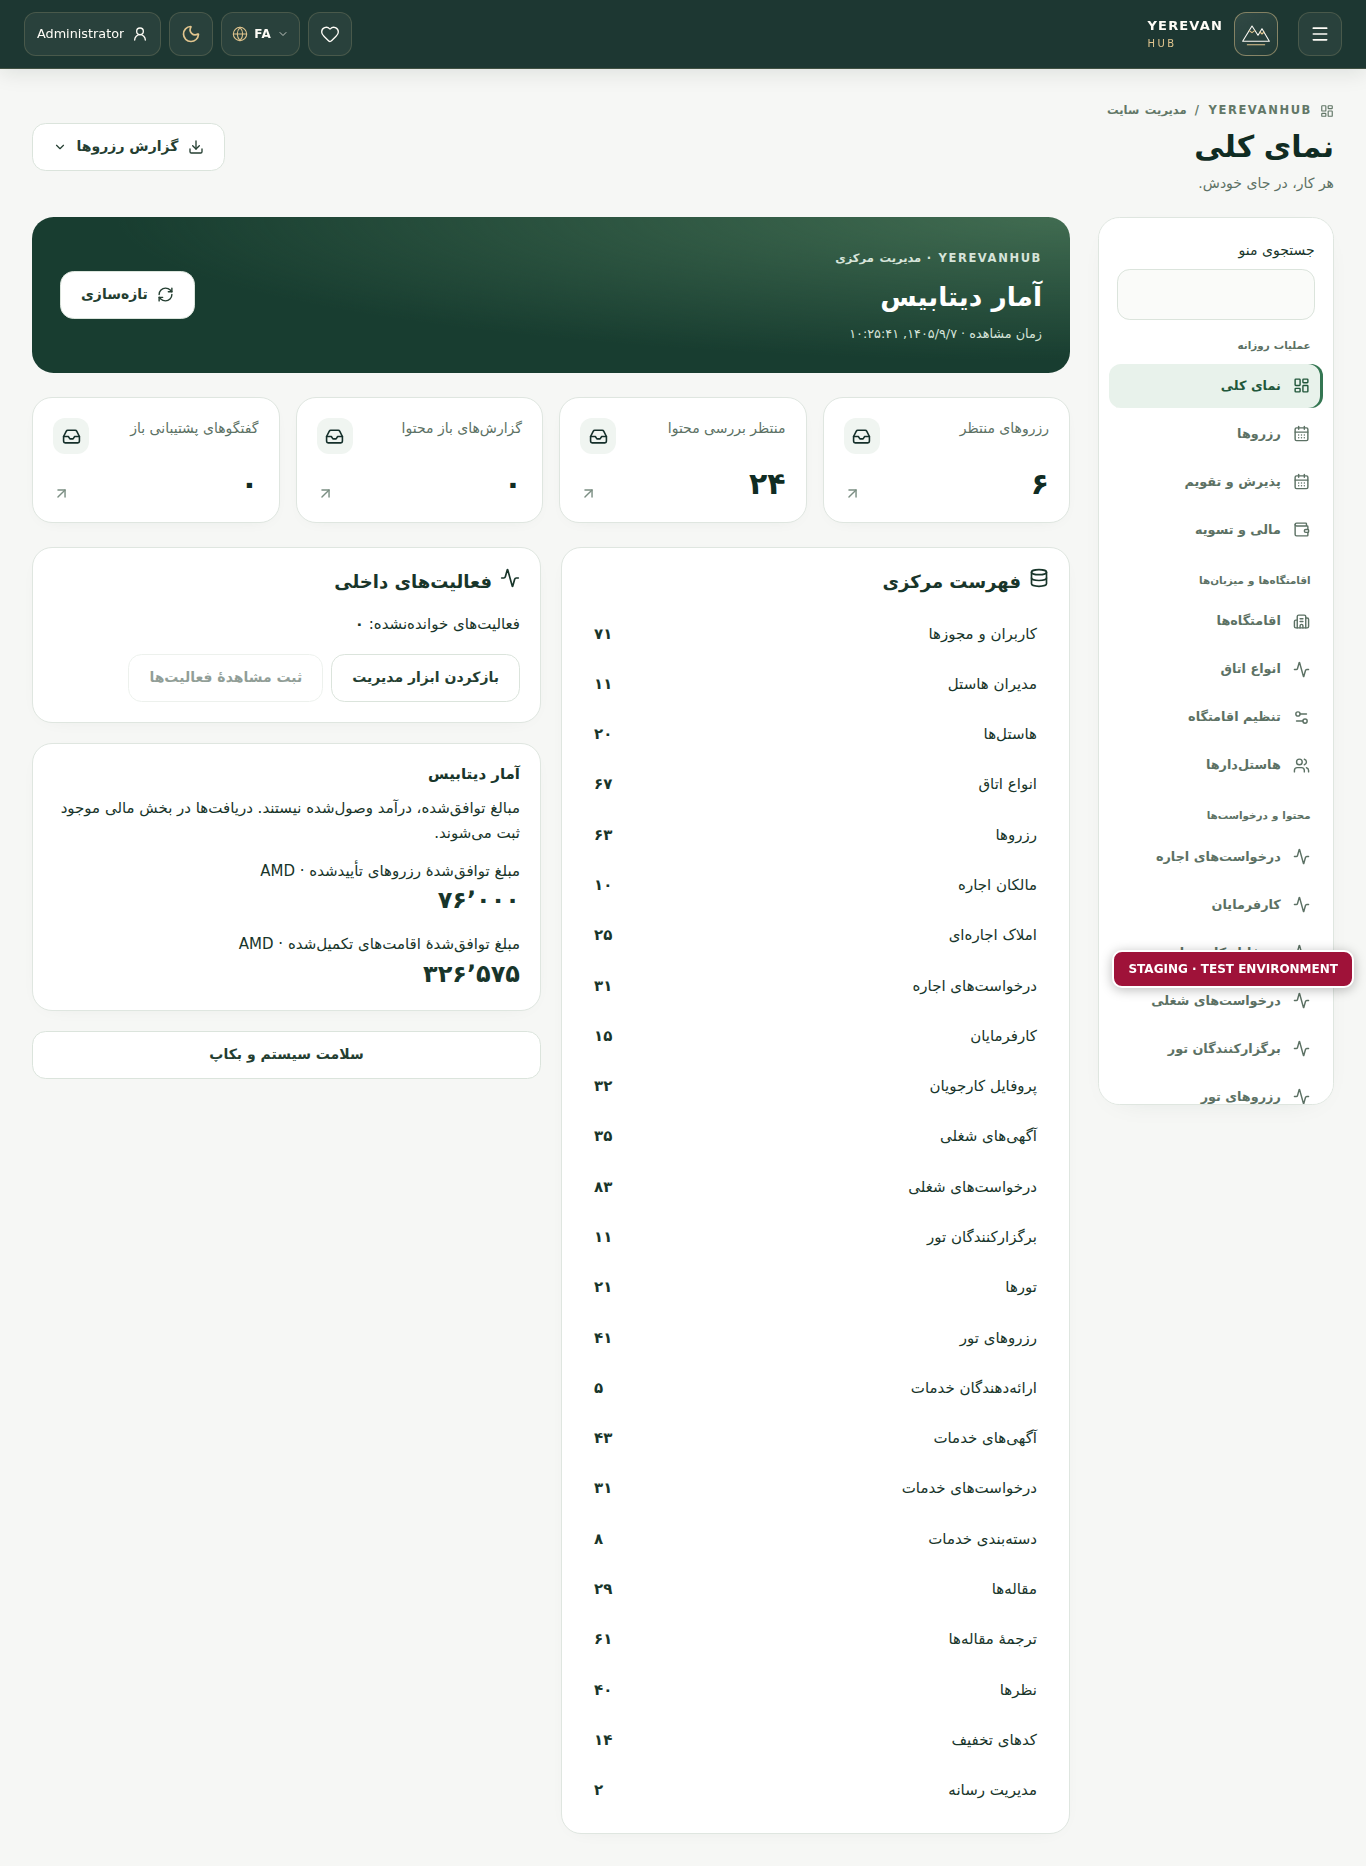 YEREVAN
HUB
FA
Administrator
YEREVANHUB / مدیریت سایت
نمای کلی
هر کار، در جای خودش.
گزارش رزروها
جستجوی منو
عملیات روزانه
نمای کلی
رزروها
پذیرش و تقویم
مالی و تسویه
اقامتگاه‌ها و میزبان‌ها
اقامتگاه‌ها
انواع اتاق
تنظیم اقامتگاه
هاستل‌دارها
محتوا و درخواست‌ها
درخواست‌های اجاره
کارفرمایان
STAGING · TEST ENVIRONMENT
درخواست‌های شغلی
برگزارکنندگان تور
رزروهای تور
YEREVANHUB · مدیریت مرکزی
آمار دیتابیس
زمان مشاهده · ۱۴۰۵/۹/۷, ۱۰:۲۵:۴۱
تازه‌سازی
رزروهای منتظر
۶
منتظر بررسی محتوا
۲۴
گزارش‌های باز محتوا
۰
گفتگوهای پشتیبانی باز
۰
فهرست مرکزی
کاربران و مجوزها ۷۱
مدیران هاستل ۱۱
هاستل‌ها ۲۰
انواع اتاق ۶۷
رزروها ۶۳
مالکان اجاره ۱۰
املاک اجاره‌ای ۲۵
درخواست‌های اجاره ۳۱
کارفرمایان ۱۵
پروفایل کارجویان ۳۲
آگهی‌های شغلی ۳۵
درخواست‌های شغلی ۸۳
برگزارکنندگان تور ۱۱
تورها ۲۱
رزروهای تور ۴۱
ارائه‌دهندگان خدمات ۵
آگهی‌های خدمات ۴۳
درخواست‌های خدمات ۳۱
دسته‌بندی خدمات ۸
مقاله‌ها ۲۹
ترجمهٔ مقاله‌ها ۶۱
نظرها ۴۰
کدهای تخفیف ۱۴
مدیریت رسانه ۲
فعالیت‌های داخلی
فعالیت‌های خوانده‌نشده: ۰
بازکردن ابزار مدیریت
ثبت مشاهدهٔ فعالیت‌ها
آمار دیتابیس
مبالغ توافق‌شده، درآمد وصول‌شده نیستند. دریافت‌ها در بخش مالی موجود
ثبت می‌شوند.
مبلغ توافق‌شدهٔ رزروهای تأییدشده · AMD
۷۶٬۰۰۰
مبلغ توافق‌شدهٔ اقامت‌های تکمیل‌شده · AMD
۳۲۶٬۵۷۵
سلامت سیستم و بکاپ